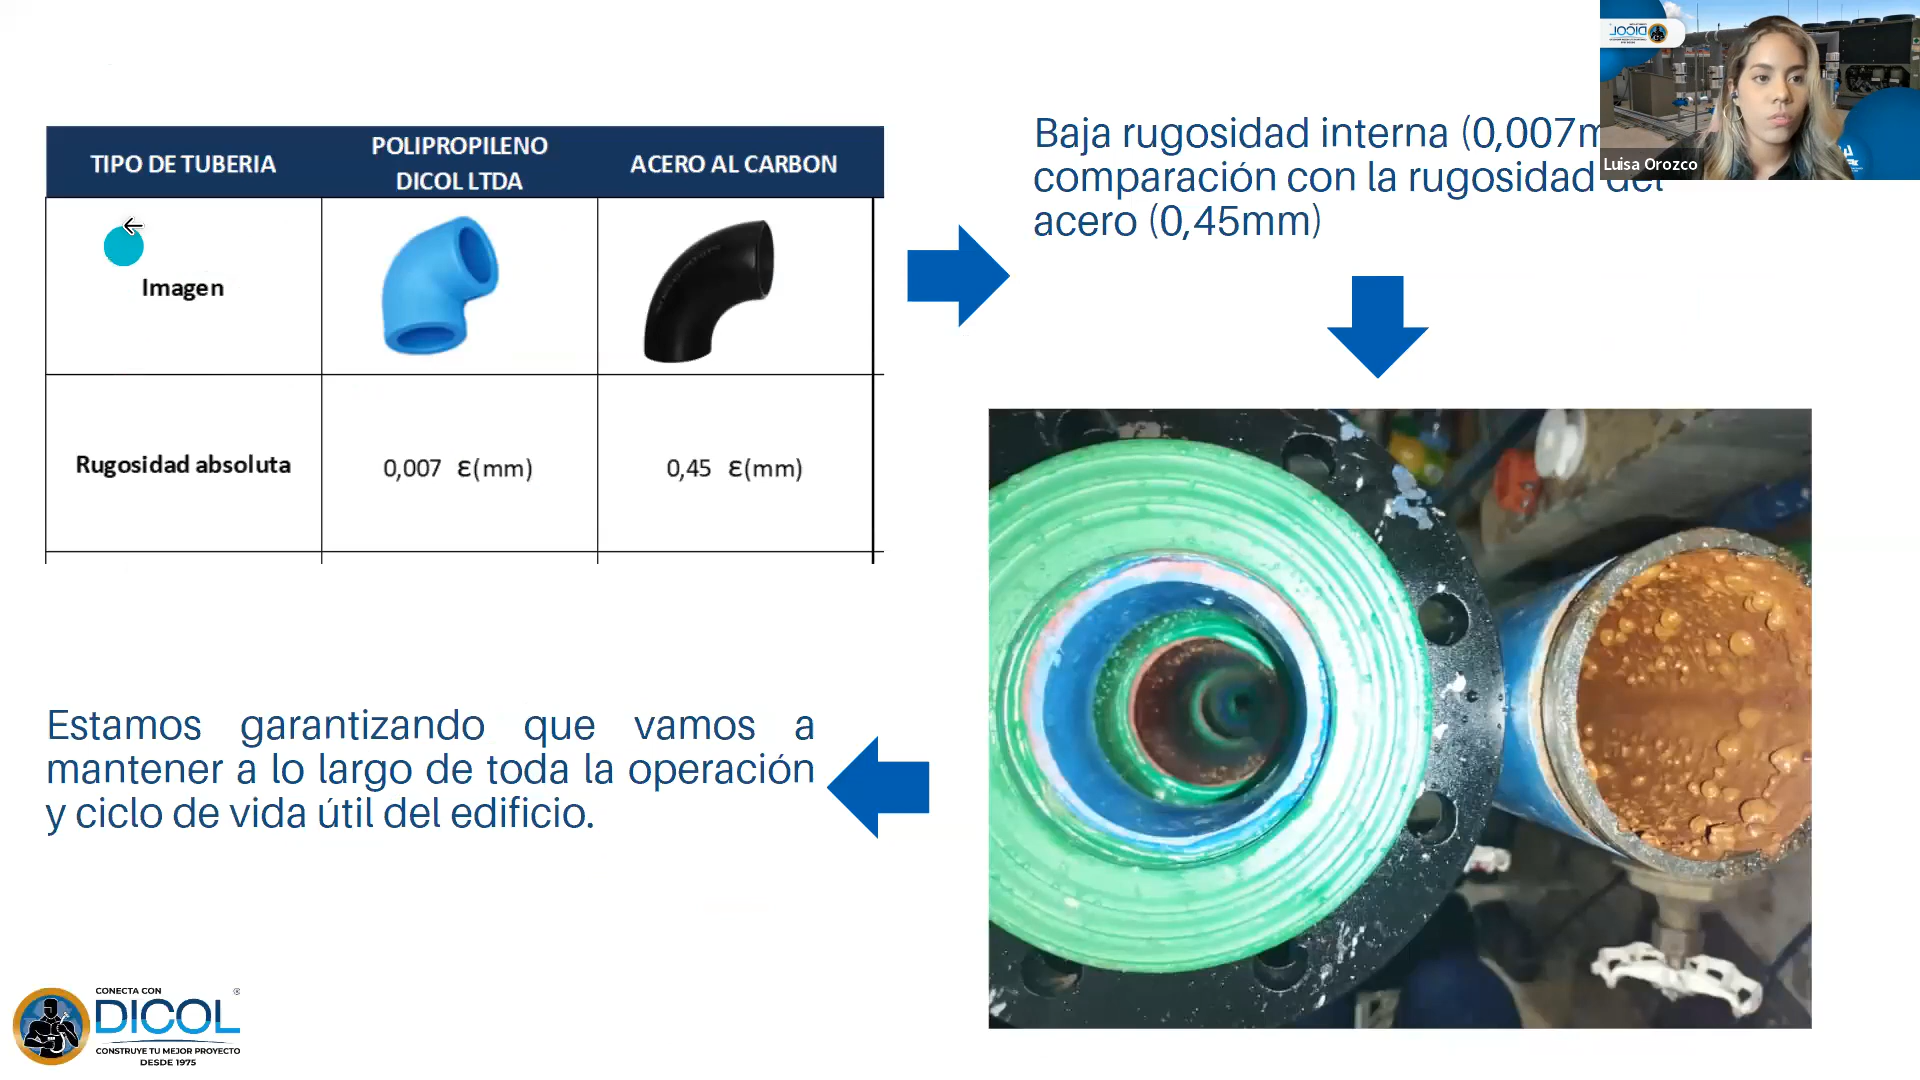 TIPO DE TUBERIA
POLIPROPILENO
DICOL LTDA
ACERO AL CARBON
Imagen
Rugosidad absoluta
0,007 ε(mm)
0,45 ε(mm)
Baja rugosidad interna (0,007m
comparación con la rugosidad del
acero (0,45mm)
DICOL
Luisa Orozco
Estamos garantizando que vamos a
mantener a lo largo de toda la operación
y ciclo de vida útil del edificio.
CONECTA CON
DICOL®
CONSTRUYE TU MEJOR PROYECTO
DESDE 1975